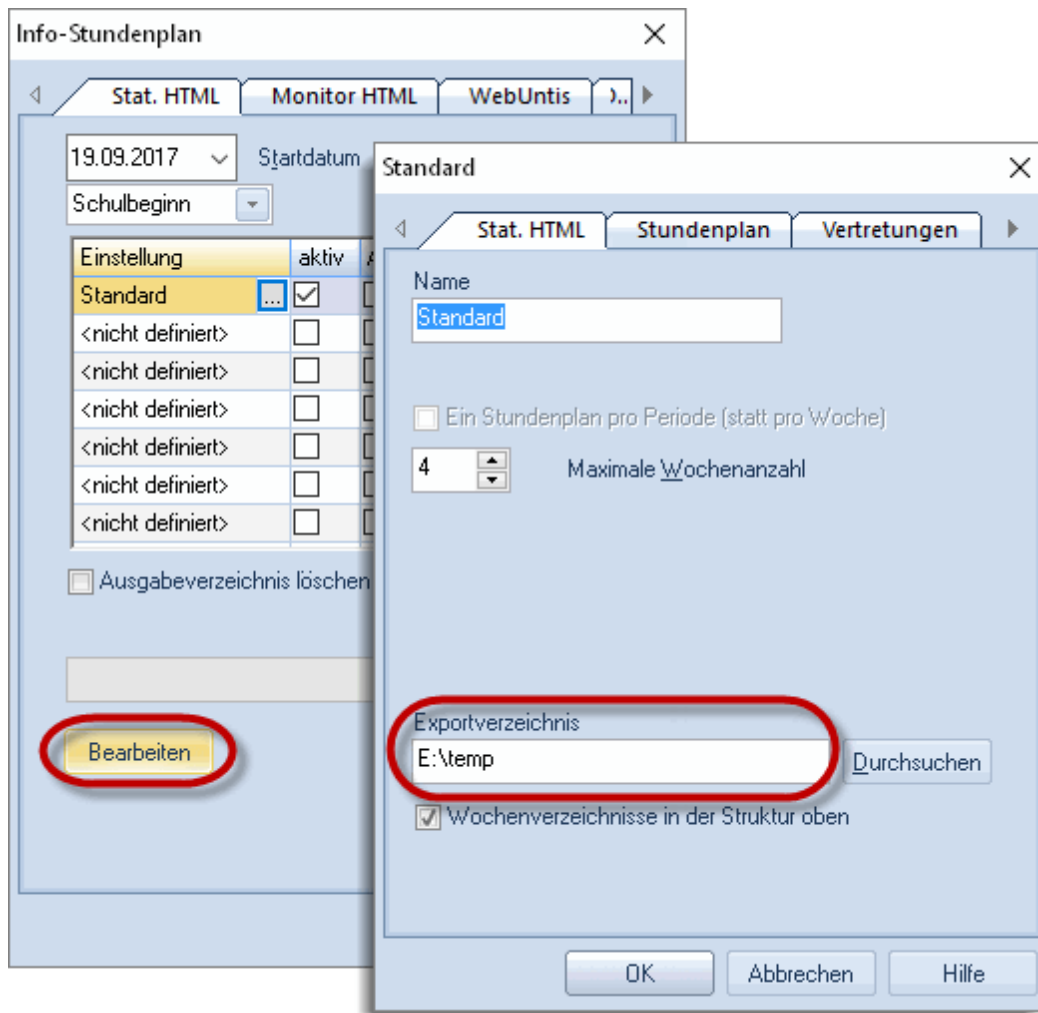 Info-Stundenplan
Stat. HTML Monitor HTML WebUntis
19.09.2017 Startdatum
Schulbeginn
Einstellung aktiv
Standard ...
<nicht definiert>
<nicht definiert>
<nicht definiert>
<nicht definiert>
<nicht definiert>
<nicht definiert>
Ausgabeverzeichnis löschen
Bearbeiten
Standard
Stat. HTML Stundenplan Vertretungen
Name
Standard
Ein Stundenplan pro Periode (statt pro Woche)
4 Maximale Wochenanzahl
Exportverzeichnis
E:\temp Durchsuchen
Wochenverzeichnisse in der Struktur oben
OK Abbrechen Hilfe